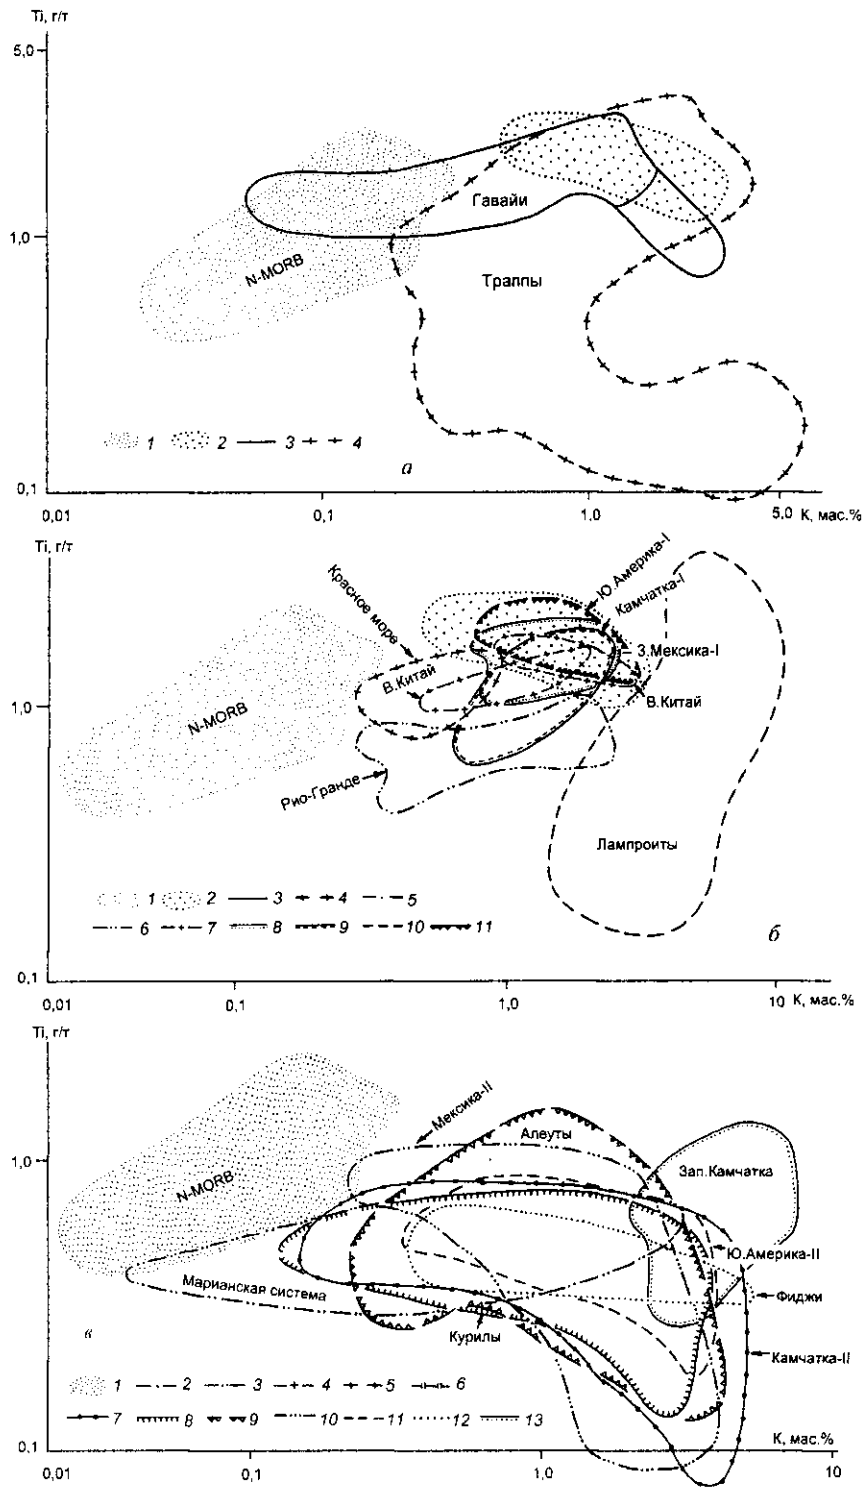 Ti, г/т
5,0
1,0
0,1
N-MORB
Гавайи
Траппы
1 2 3 4
а
0,01 0,1 1.0 5.0 К, мас.%
Ti, г/т
1,0
0,1
Красное море
Ю.Америка-I
Камчатка-I
З.Мексика-I
В.Китай
В.Китай
N-MORB
Рио-Гранде
Лампроиты
1 2 3 4 5
6 7 8 9 10 11
б
0,01 0,1 1,0 10 К, мас.%
Ti, г/т
1,0
0,1
Мексика-II
Алеуты
N-MORB
Зап.Камчатка
Ю.Америка-II
Марианская система
Фиджи
Курилы
Камчатка-II
в
1 2 3 4 5 6
7 8 9 10 11 12 13
0,01 0,1 1,0 10
К, мас.%